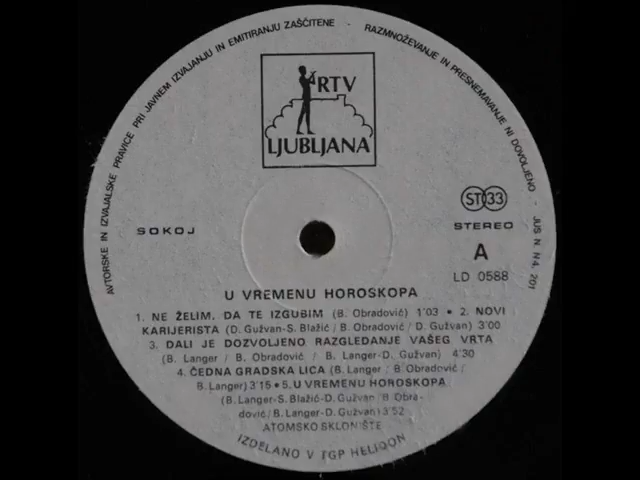 AVTORSKE IN IZVAJALSKE PRAVICE PRI JAVNEM IZVAJANJU IN EMITIRANJU ZAŠČITENE - RAZMNOŽEVANJE IN PRESNEMAVANJE NI DOVOLJENO - JUS N N4. 201
RTV
LJUBLJANA
SOKOJ
ST 33
STEREO
A
LD 0588
U VREMENU HOROSKOPA
1. NE ŽELIM, DA TE IZGUBIM (B. Obradović) 1'03 • 2. NOVI
KARIJERISTA (D. Gužvan-S. Blažić / B. Obradović / D. Gužvan) 3'00
3. DALI JE DOZVOLJENO RAZGLEDANJE VAŠEG VRTA
(B. Langer / B. Obradović / B. Langer-D. Gužvan) 4'30
4. ČEDNA GRADSKA LICA (B. Langer / B. Obradović /
B. Langer) 3'15 • 5. U VREMENU HOROSKOPA
(B. Langer-S. Blažić-D. Gužvan / B. Obra-
dović / B. Langer-D. Gužvan) 3'52
ATOMSKO SKLONIŠTE
IZDELANO V TGP HELIDON